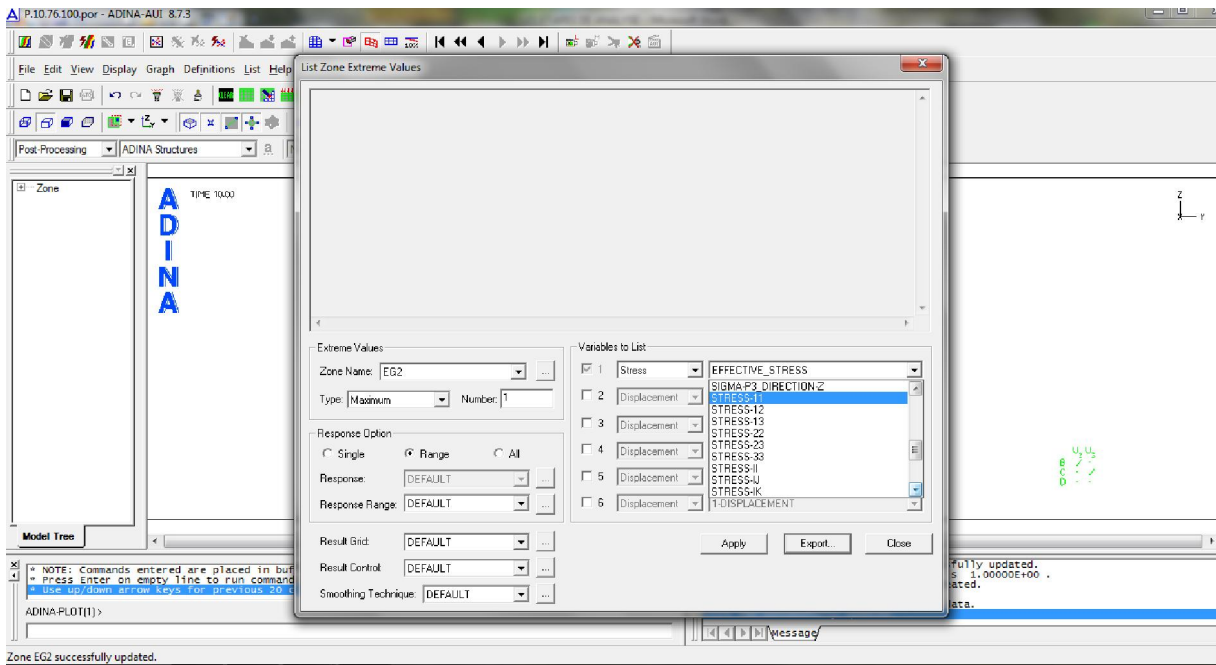 P.10.76.100.por - ADINA-AUI 8.7.3
File Edit View Display Graph Definitions List Help
Post-Processing ADINA Structures
Zone
ADINA
TIME 10.00
Model Tree
List Zone Extreme Values
Extreme Values
Zone Name: EG2 ...
Type: Maximum Number: 1
Response Option
Single Range All
Response: DEFAULT ...
Response Range: DEFAULT ...
Result Grid: DEFAULT ...
Result Control: DEFAULT ...
Smoothing Technique: DEFAULT ...
Variables to List
1 Stress EFFECTIVE_STRESS
SIGMA-P3_DIRECTION-Z
2 Displacement STRESS-11
STRESS-12
3 Displacement STRESS-13
STRESS-22
STRESS-23
4 Displacement STRESS-33
STRESS-II
5 Displacement STRESS-IJ
STRESS-IK
6 Displacement 1-DISPLACEMENT
Apply Export... Close
Z
Y
U2 U3
B / -
C - /
D - -
* NOTE: Commands entered are placed in buf
* Press Enter on empty line to run command
* Use up/down arrow keys for previous 20 c
ADINA-PLOT(1)>
fully updated.
s 1.00000E+00 .
ated.
ata.
Message
Zone EG2 successfully updated.